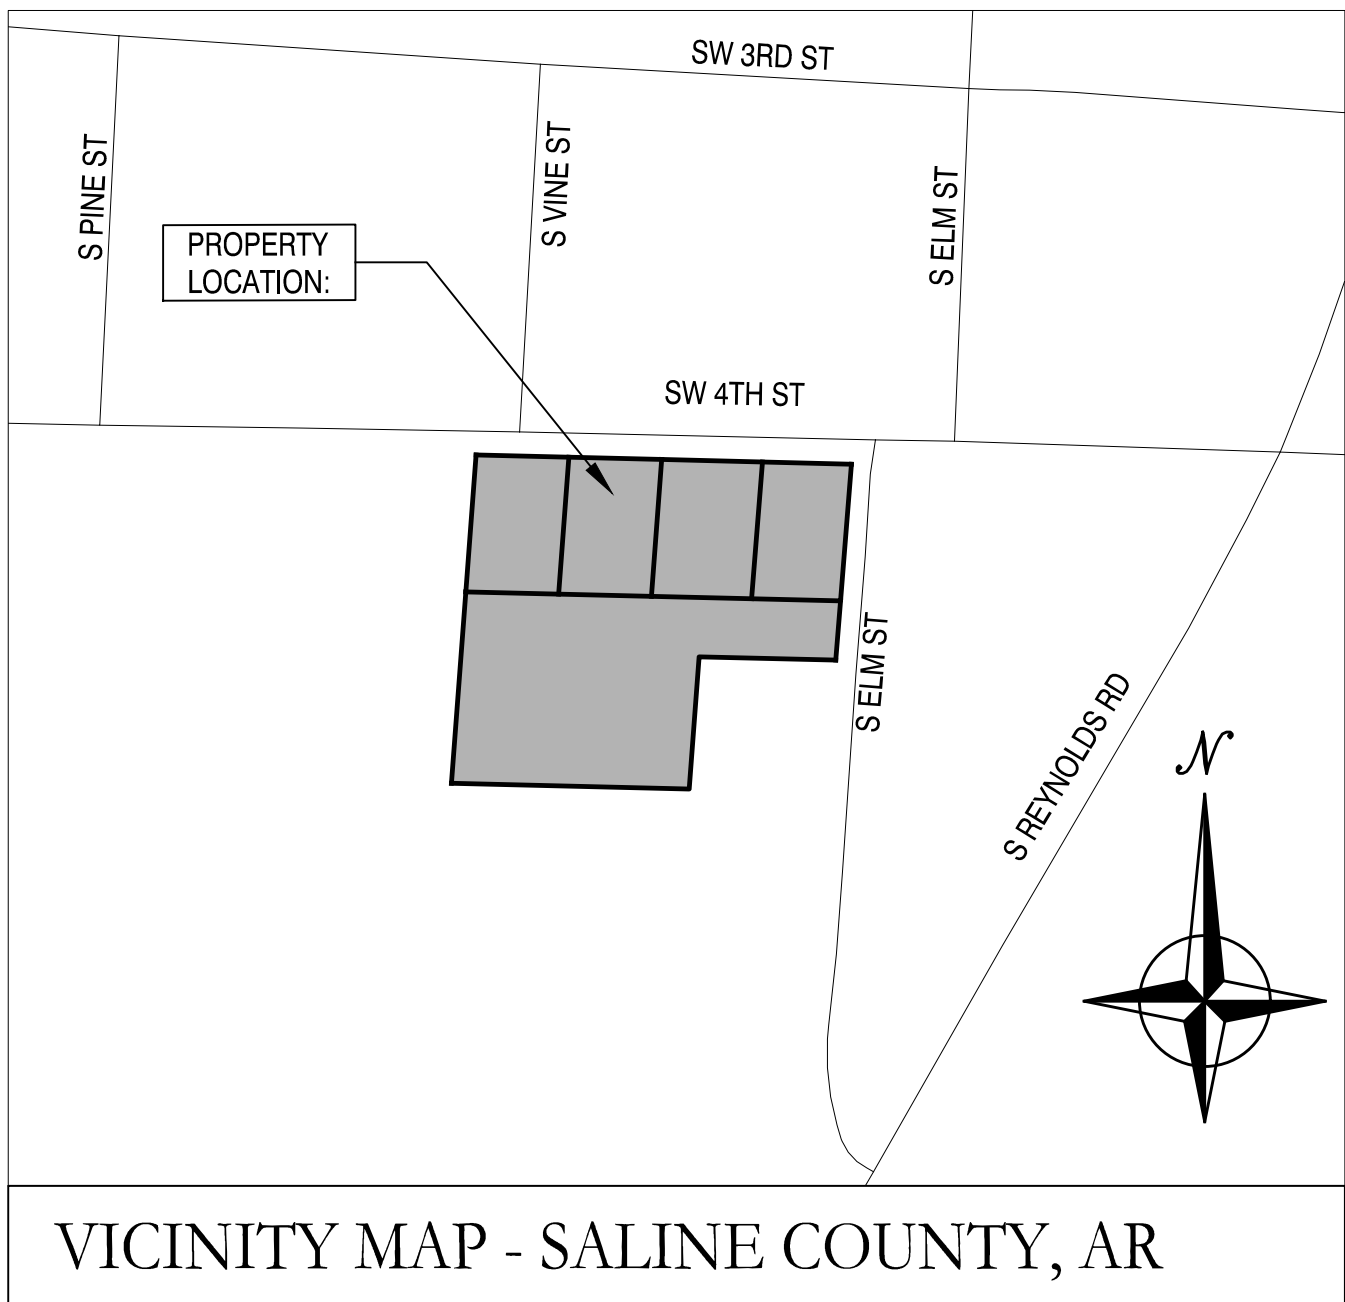 SW 3RD ST
S PINE ST
S VINE ST
S ELM ST
PROPERTY
LOCATION:
SW 4TH ST
S ELM ST
S REYNOLDS RD
N
VICINITY MAP - SALINE COUNTY, AR